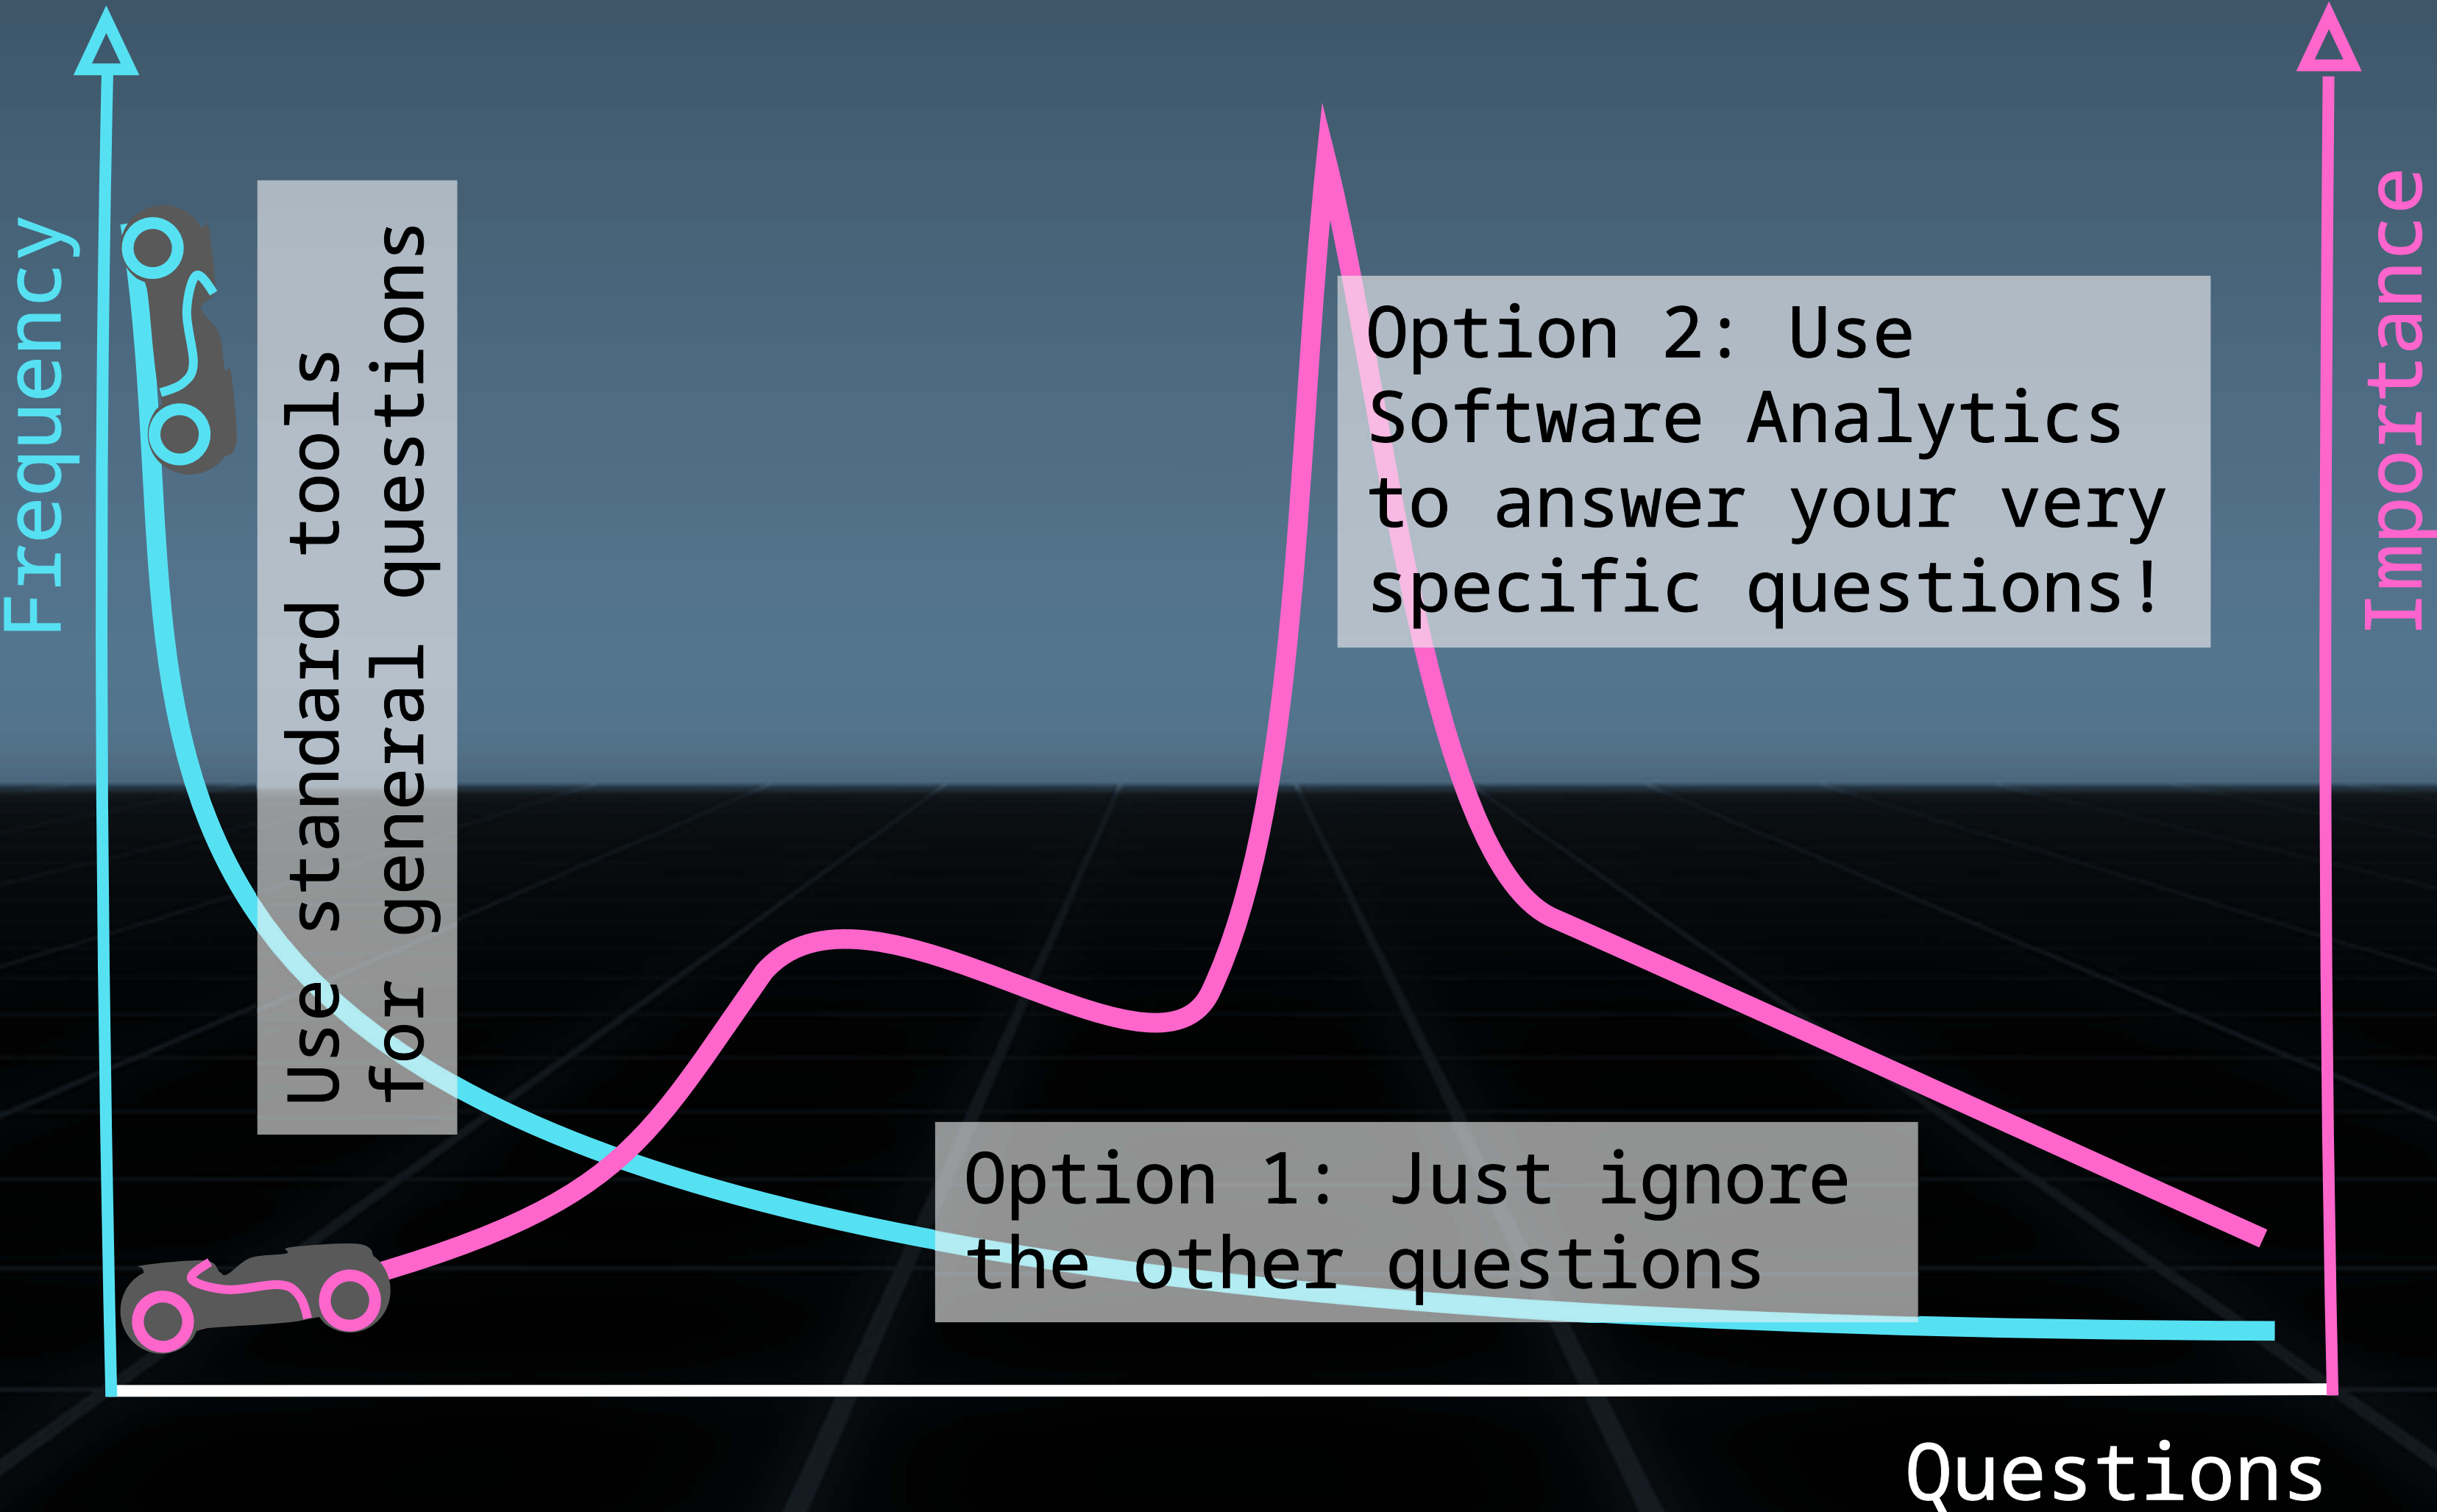 Frequency
Use standard tools
for general questions
Option 2: Use
Software Analytics
to answer your very
specific questions!
Importance
Option 1: Just ignore
the other questions
Questions